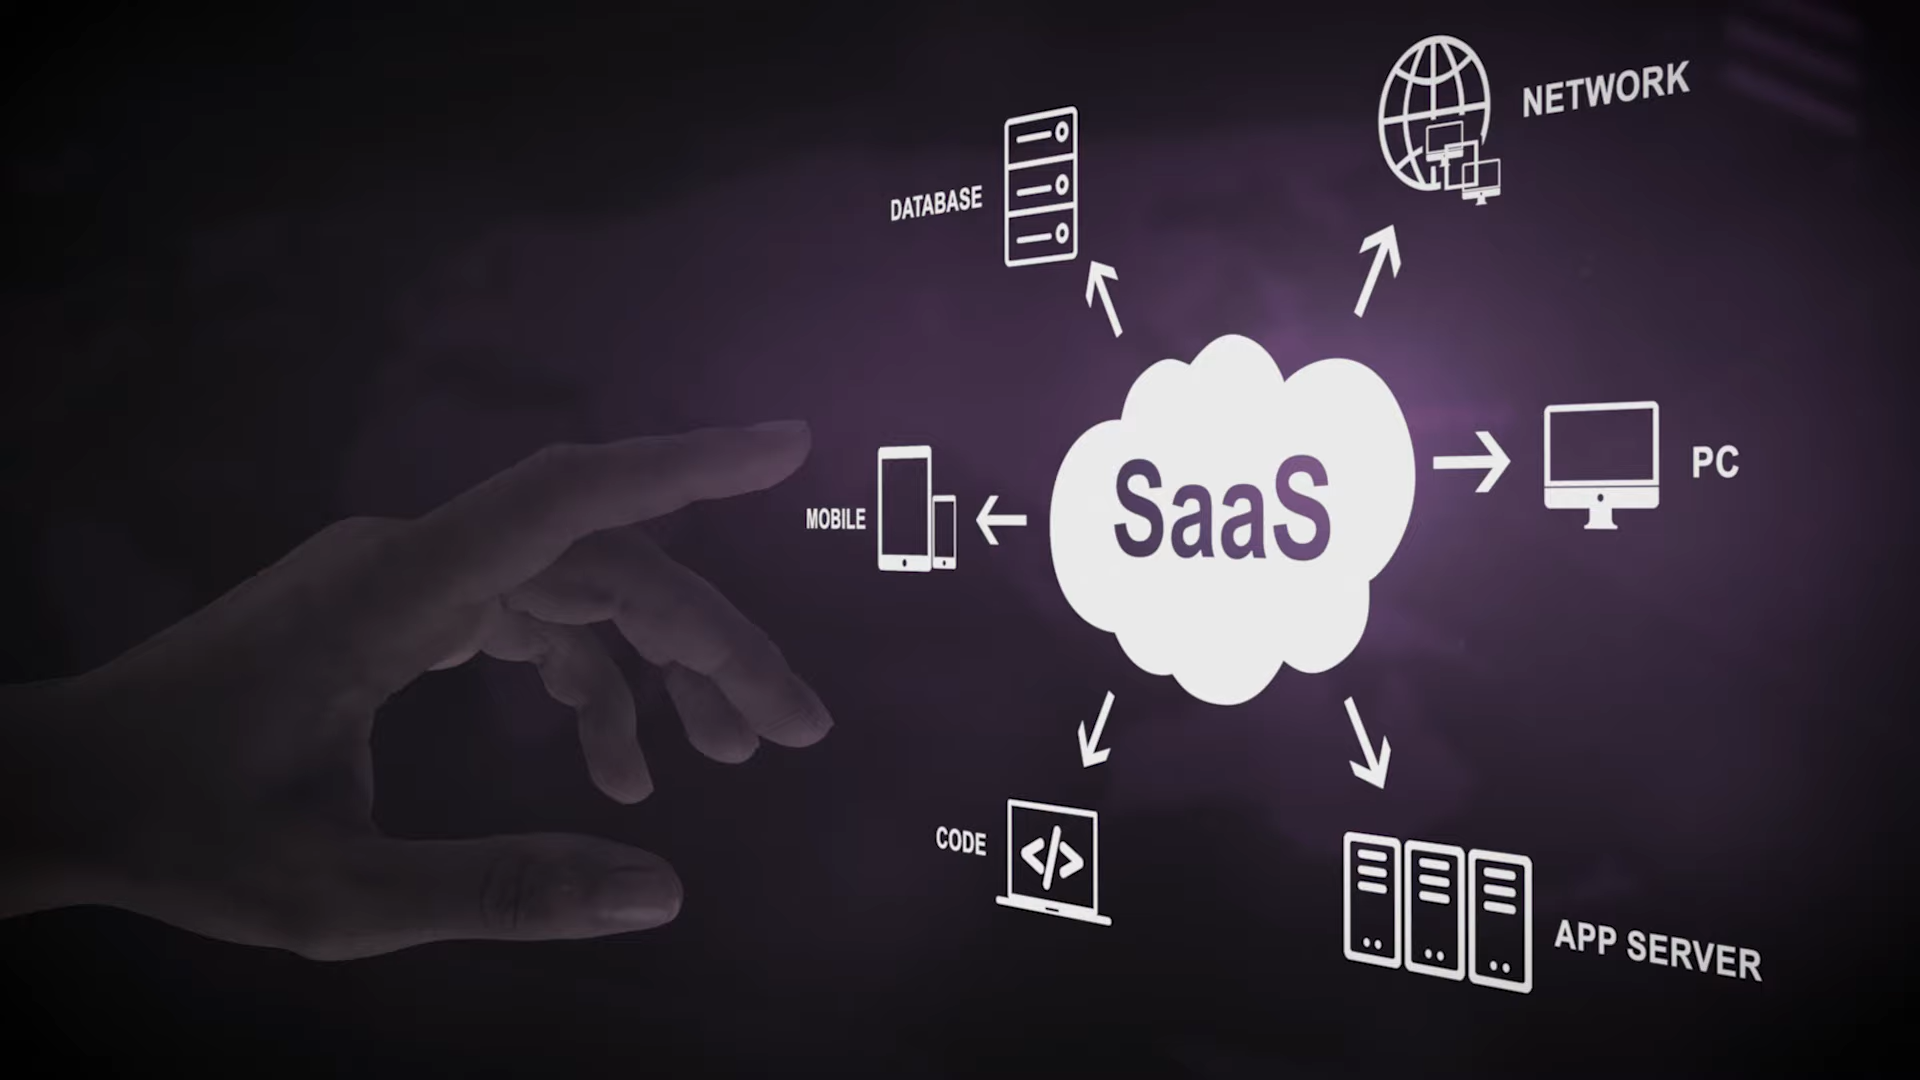 NETWORK
DATABASE
PC
SaaS
MOBILE
CODE
APP SERVER